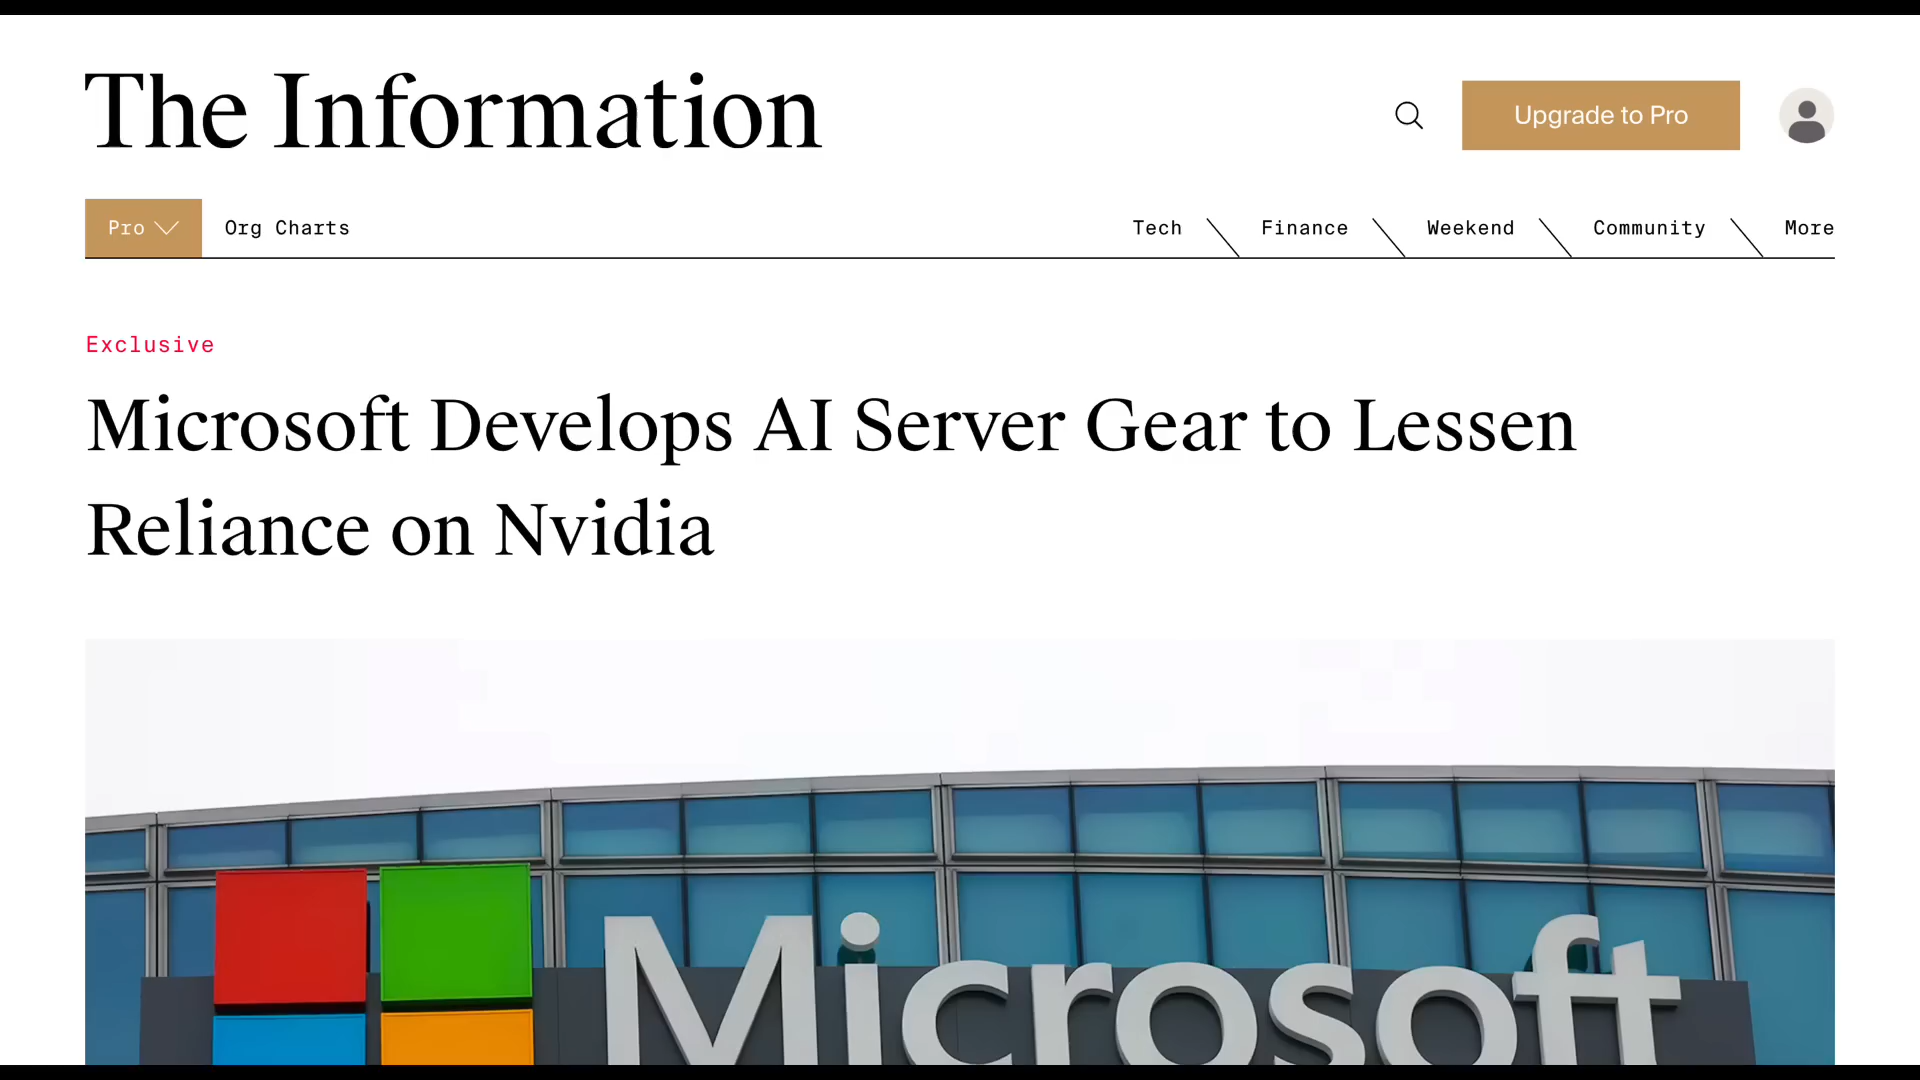 The Information
Upgrade to Pro
Pro
Org Charts
Tech
Finance
Weekend
Community
More
Exclusive
Microsoft Develops AI Server Gear to Lessen
Reliance on Nvidia
Microsoft